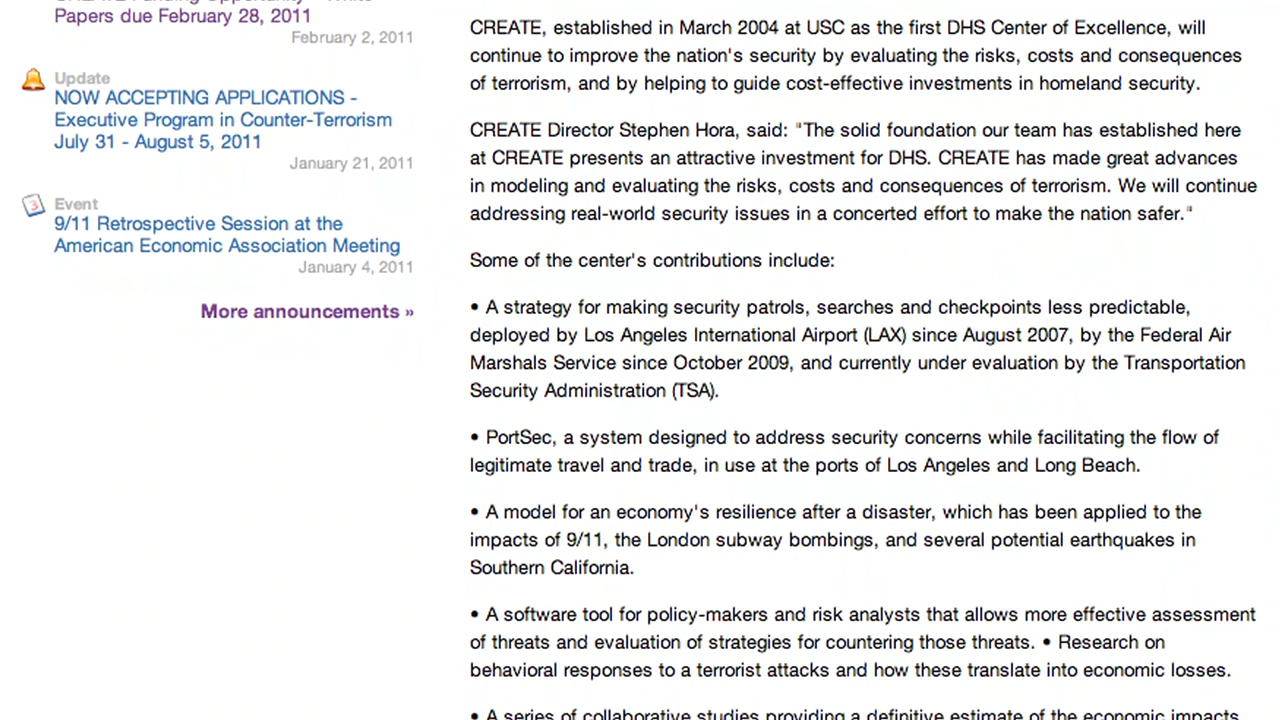 Papers due February 28, 2011
February 2, 2011
Update
NOW ACCEPTING APPLICATIONS -
Executive Program in Counter-Terrorism
July 31 - August 5, 2011
January 21, 2011
3
Event
9/11 Retrospective Session at the
American Economic Association Meeting
January 4, 2011
More announcements »
CREATE, established in March 2004 at USC as the first DHS Center of Excellence, will
continue to improve the nation's security by evaluating the risks, costs and consequences
of terrorism, and by helping to guide cost-effective investments in homeland security.
CREATE Director Stephen Hora, said: "The solid foundation our team has established here
at CREATE presents an attractive investment for DHS. CREATE has made great advances
in modeling and evaluating the risks, costs and consequences of terrorism. We will continue
addressing real-world security issues in a concerted effort to make the nation safer."
Some of the center's contributions include:
• A strategy for making security patrols, searches and checkpoints less predictable,
deployed by Los Angeles International Airport (LAX) since August 2007, by the Federal Air
Marshals Service since October 2009, and currently under evaluation by the Transportation
Security Administration (TSA).
• PortSec, a system designed to address security concerns while facilitating the flow of
legitimate travel and trade, in use at the ports of Los Angeles and Long Beach.
• A model for an economy's resilience after a disaster, which has been applied to the
impacts of 9/11, the London subway bombings, and several potential earthquakes in
Southern California.
• A software tool for policy-makers and risk analysts that allows more effective assessment
of threats and evaluation of strategies for countering those threats. • Research on
behavioral responses to a terrorist attacks and how these translate into economic losses.
• A series of collaborative studies providing a definitive estimate of the economic impacts